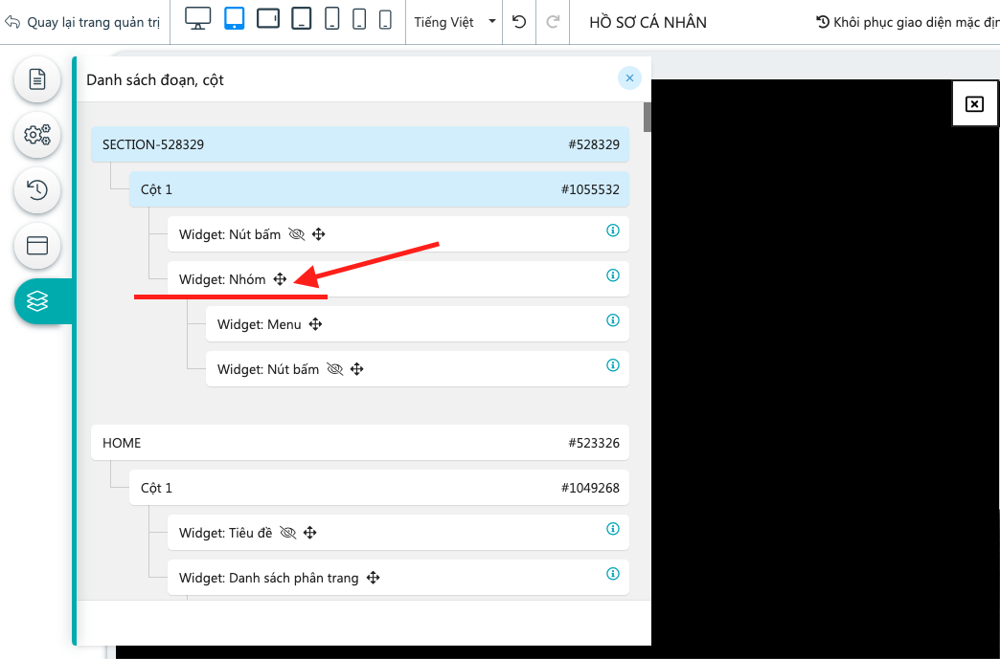 Quay lại trang quản trị
Tiếng Việt
HỒ SƠ CÁ NHÂN
Khôi phục giao diện mặc địn
Danh sách đoạn, cột
SECTION-528329 #528329
Cột 1 #1055532
Widget: Nút bấm
Widget: Nhóm
Widget: Menu
Widget: Nút bấm
HOME #523326
Cột 1 #1049268
Widget: Tiêu đề
Widget: Danh sách phân trang